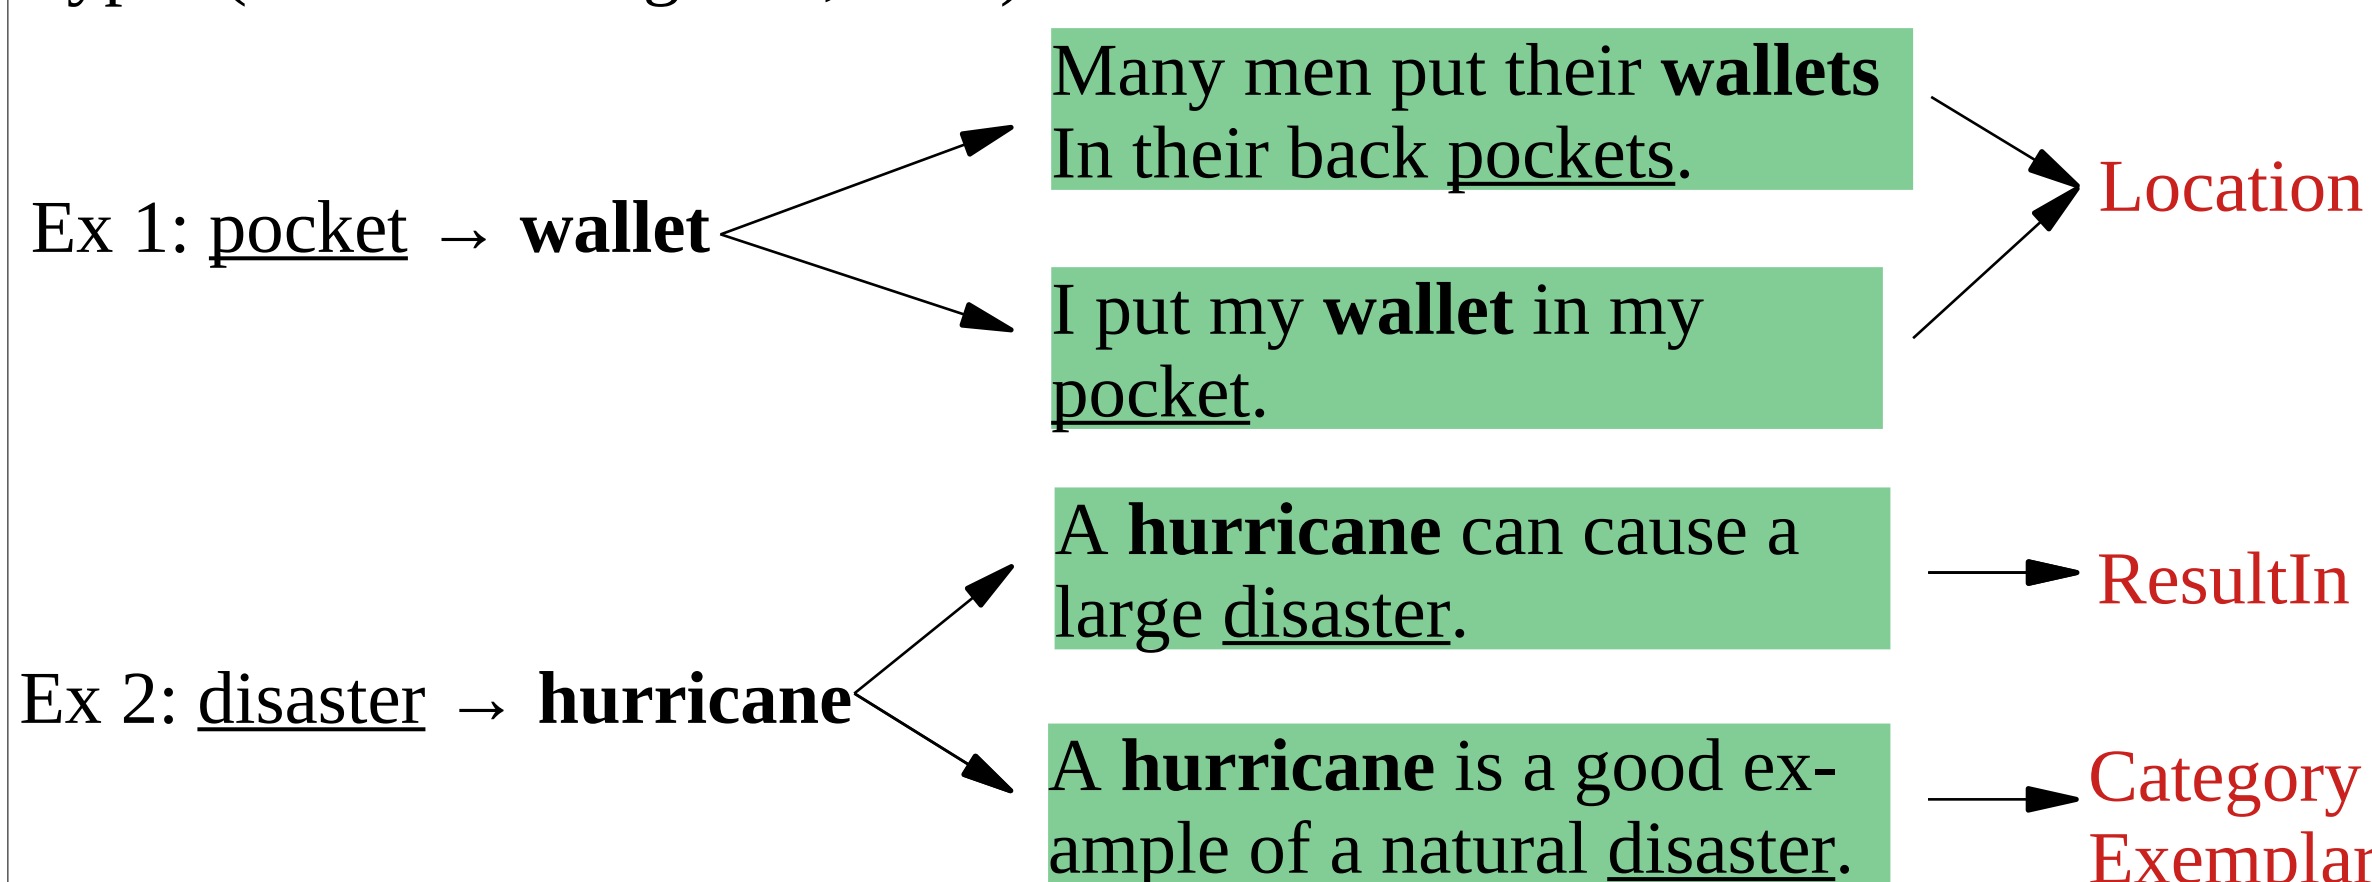 Many men put their wallets
In their back pockets.
Location
Ex 1: pocket → wallet
I put my wallet in my
pocket.
A hurricane can cause a
large disaster.
ResultIn
Ex 2: disaster → hurricane
A hurricane is a good ex-
ample of a natural disaster.
Category
Exemplar